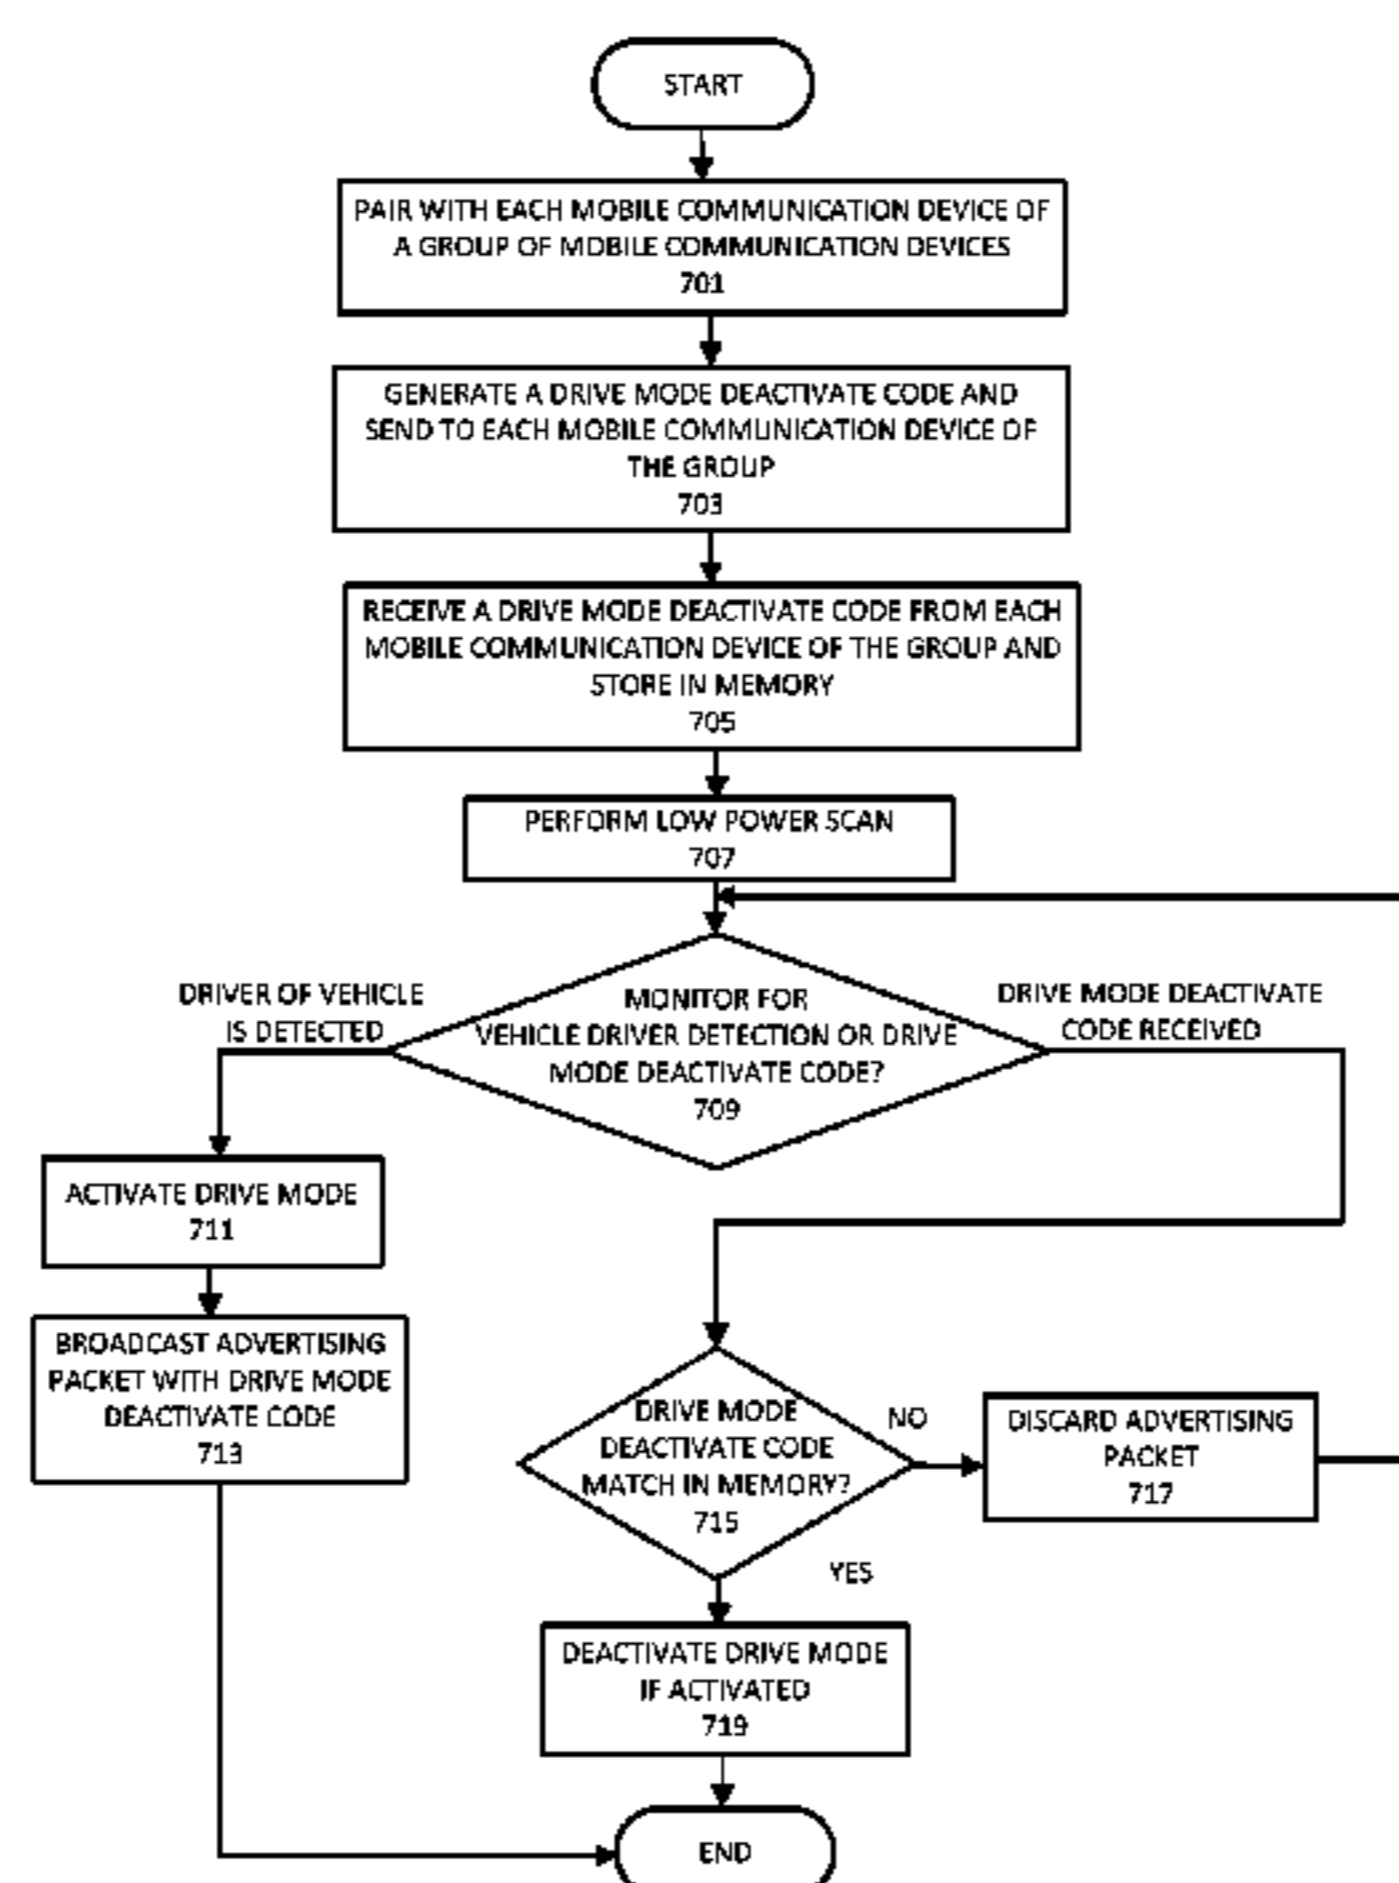 START
PAIR WITH EACH MOBILE COMMUNICATION DEVICE OF
A GROUP OF MOBILE COMMUNICATION DEVICES
701
GENERATE A DRIVE MODE DEACTIVATE CODE AND
SEND TO EACH MOBILE COMMUNICATION DEVICE OF
THE GROUP
703
RECEIVE A DRIVE MODE DEACTIVATE CODE FROM EACH
MOBILE COMMUNICATION DEVICE OF THE GROUP AND
STORE IN MEMORY
705
PERFORM LOW POWER SCAN
707
MONITOR FOR
VEHICLE DRIVER DETECTION OR DRIVE
MODE DEACTIVATE CODE?
709
DRIVER OF VEHICLE
IS DETECTED
DRIVE MODE DEACTIVATE
CODE RECEIVED
ACTIVATE DRIVE MODE
711
BROADCAST ADVERTISING
PACKET WITH DRIVE MODE
DEACTIVATE CODE
713
DRIVE MODE
DEACTIVATE CODE
MATCH IN MEMORY?
715
NO
DISCARD ADVERTISING
PACKET
717
YES
DEACTIVATE DRIVE MODE
IF ACTIVATED
719
END